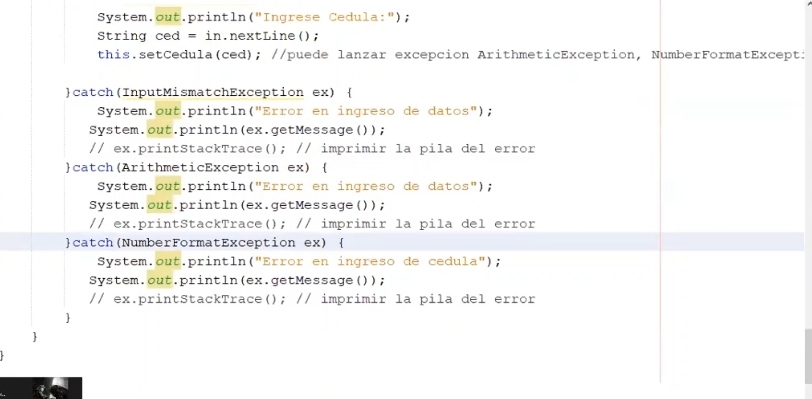 System.out.println("Ingrese Cedula:");
String ced = in.nextLine();
this.setCedula(ced); //puede lanzar excepcion ArithmeticException, NumberFormatExcepti
}catch(InputMismatchException ex) {
System.out.println("Error en ingreso de datos");
System.out.println(ex.getMessage());
// ex.printStackTrace(); // imprimir la pila del error
}catch(ArithmeticException ex) {
System.out.println("Error en ingreso de datos");
System.out.println(ex.getMessage());
// ex.printStackTrace(); // imprimir la pila del error
}catch(NumberFormatException ex) {
System.out.println("Error en ingreso de cedula");
System.out.println(ex.getMessage());
// ex.printStackTrace(); // imprimir la pila del error
}
}
}